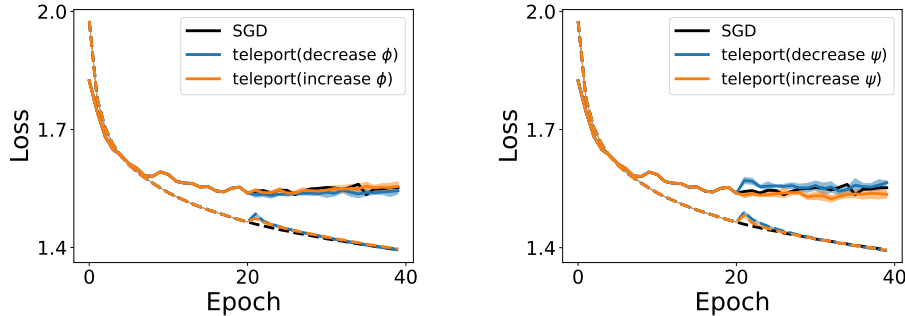 2.0
1.7
1.4
Loss
SGD
teleport(decrease ϕ)
teleport(increase ϕ)
0
20
40
Epoch
2.0
1.7
1.4
Loss
SGD
teleport(decrease ψ)
teleport(increase ψ)
0
20
40
Epoch